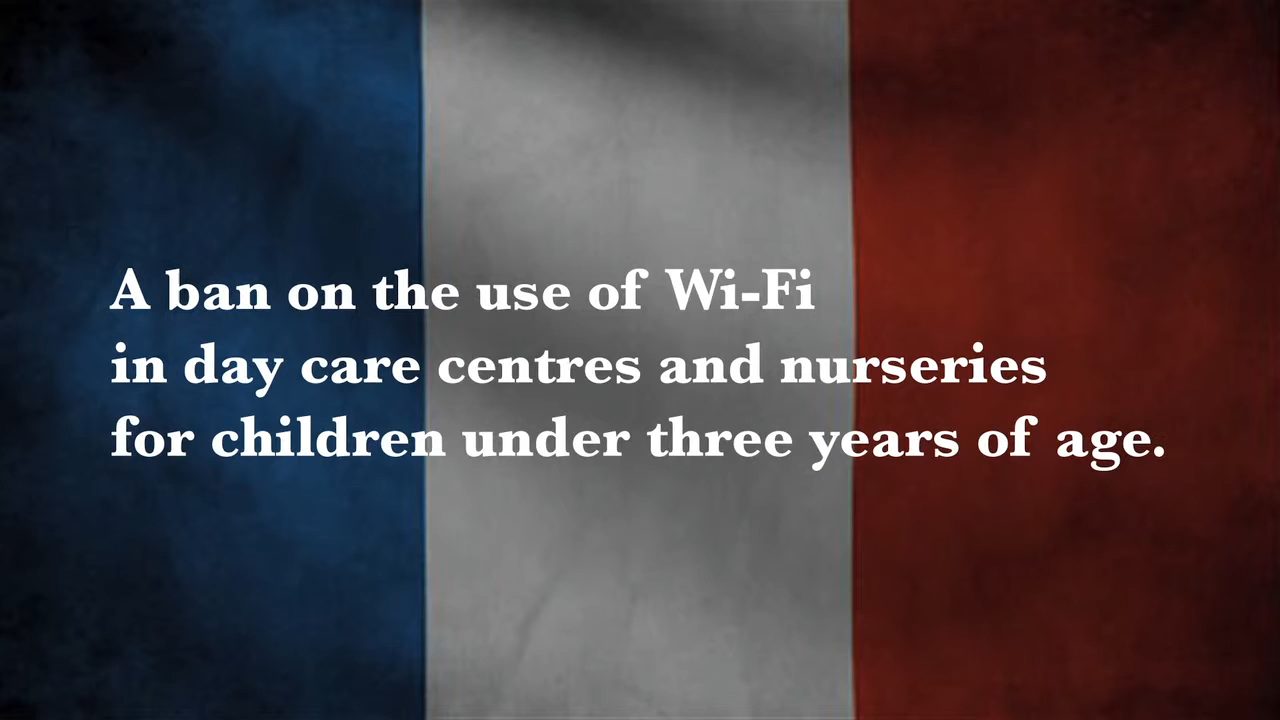 A ban on the use of Wi-Fi
in day care centres and nurseries
for children under three years of age.